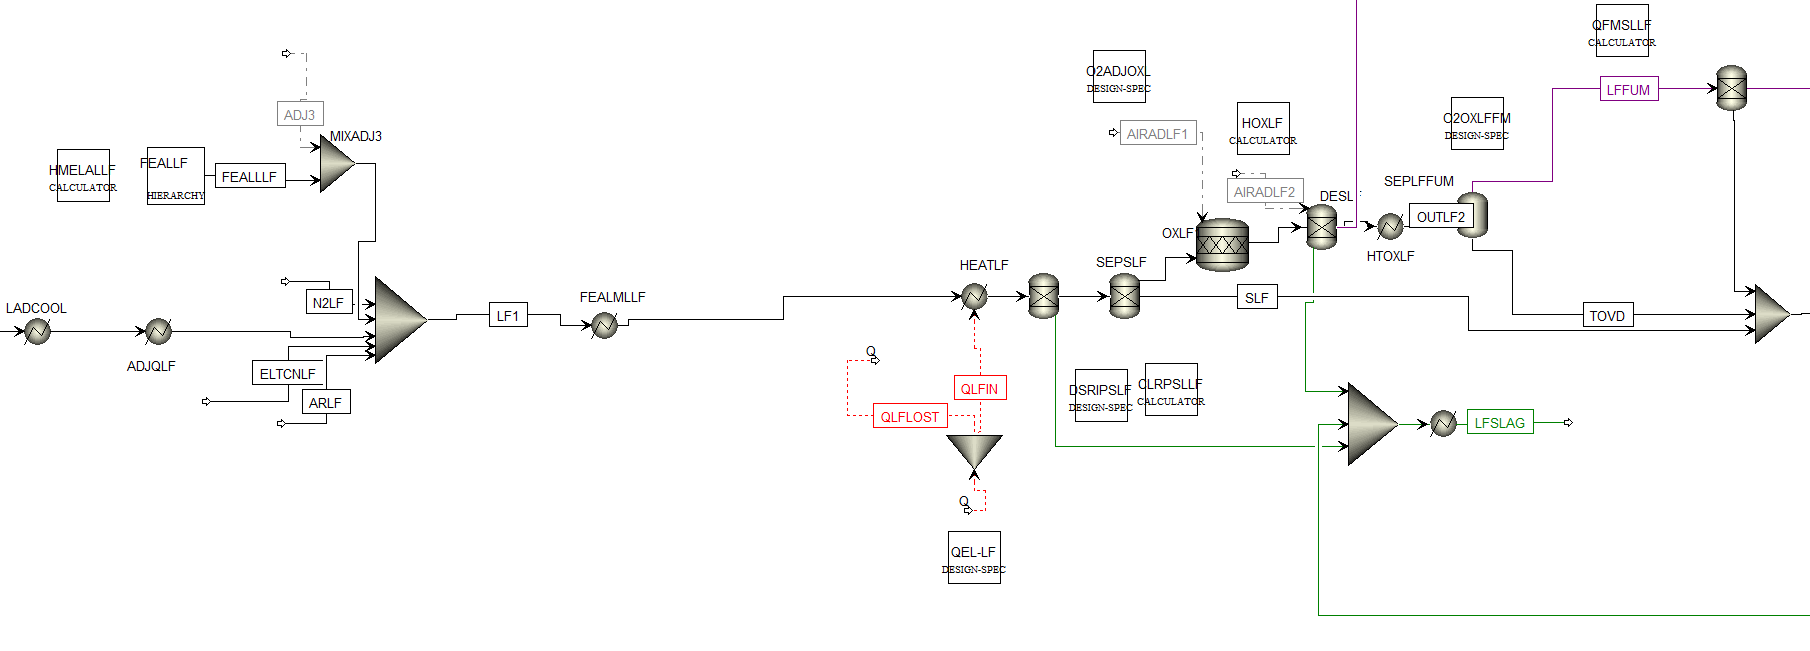 QFMSLLF
CALCULATOR
O2ADJOXL
DESIGN-SPEC
LFFUM
ADJ3
MIXADJ3
HOXLF
CALCULATOR
O2OXLFFM
DESIGN-SPEC
AIRADLF1
HMELALLF
CALCULATOR
FEALLF
HIERARCHY
FEALLLF
SEPLFFUM
AIRADLF2
DESL
OUTLF2
OXLF
HTOXLF
HEATLF
SEPSLF
N2LF
FEALMLLF
SLF
LADCOOL
LF1
TOVD
ADJQLF
ELTCNLF
Q
QLFIN
DSRIPSLF
DESIGN-SPEC
CLRPSLLF
CALCULATOR
ARLF
QLFLOST
LFSLAG
Q
QEL-LF
DESIGN-SPEC